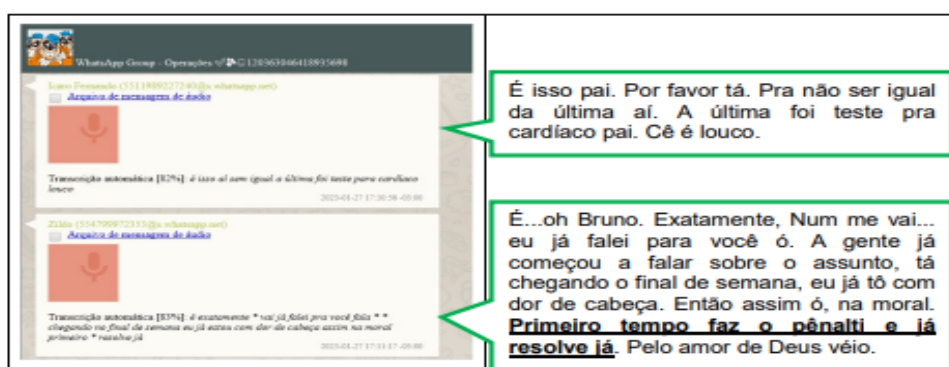 WhatsApp Group - Operações
Icaro Fernando
Arquivo de mensagem de áudio
Transcrição automática [82%]: é isso aí sem igual a última foi teste para cardíaco
louco
2023-01-27
Zildo
Arquivo de mensagem de áudio
Transcrição automática [83%]: é exatamente * vai já falei pra você fala * *
chegando no final de semana eu já estou com dor de cabeça assim na moral
primeiro * resolve já
2023-01-27
É isso pai. Por favor tá. Pra não ser igual
da última aí. A última foi teste pra
cardíaco pai. Cê é louco.
É...oh Bruno. Exatamente, Num me vai...
eu já falei para você ó. A gente já
começou a falar sobre o assunto, tá
chegando o final de semana, eu já tô com
dor de cabeça. Então assim ó, na moral.
Primeiro tempo faz o pênalti e já
resolve já. Pelo amor de Deus véio.